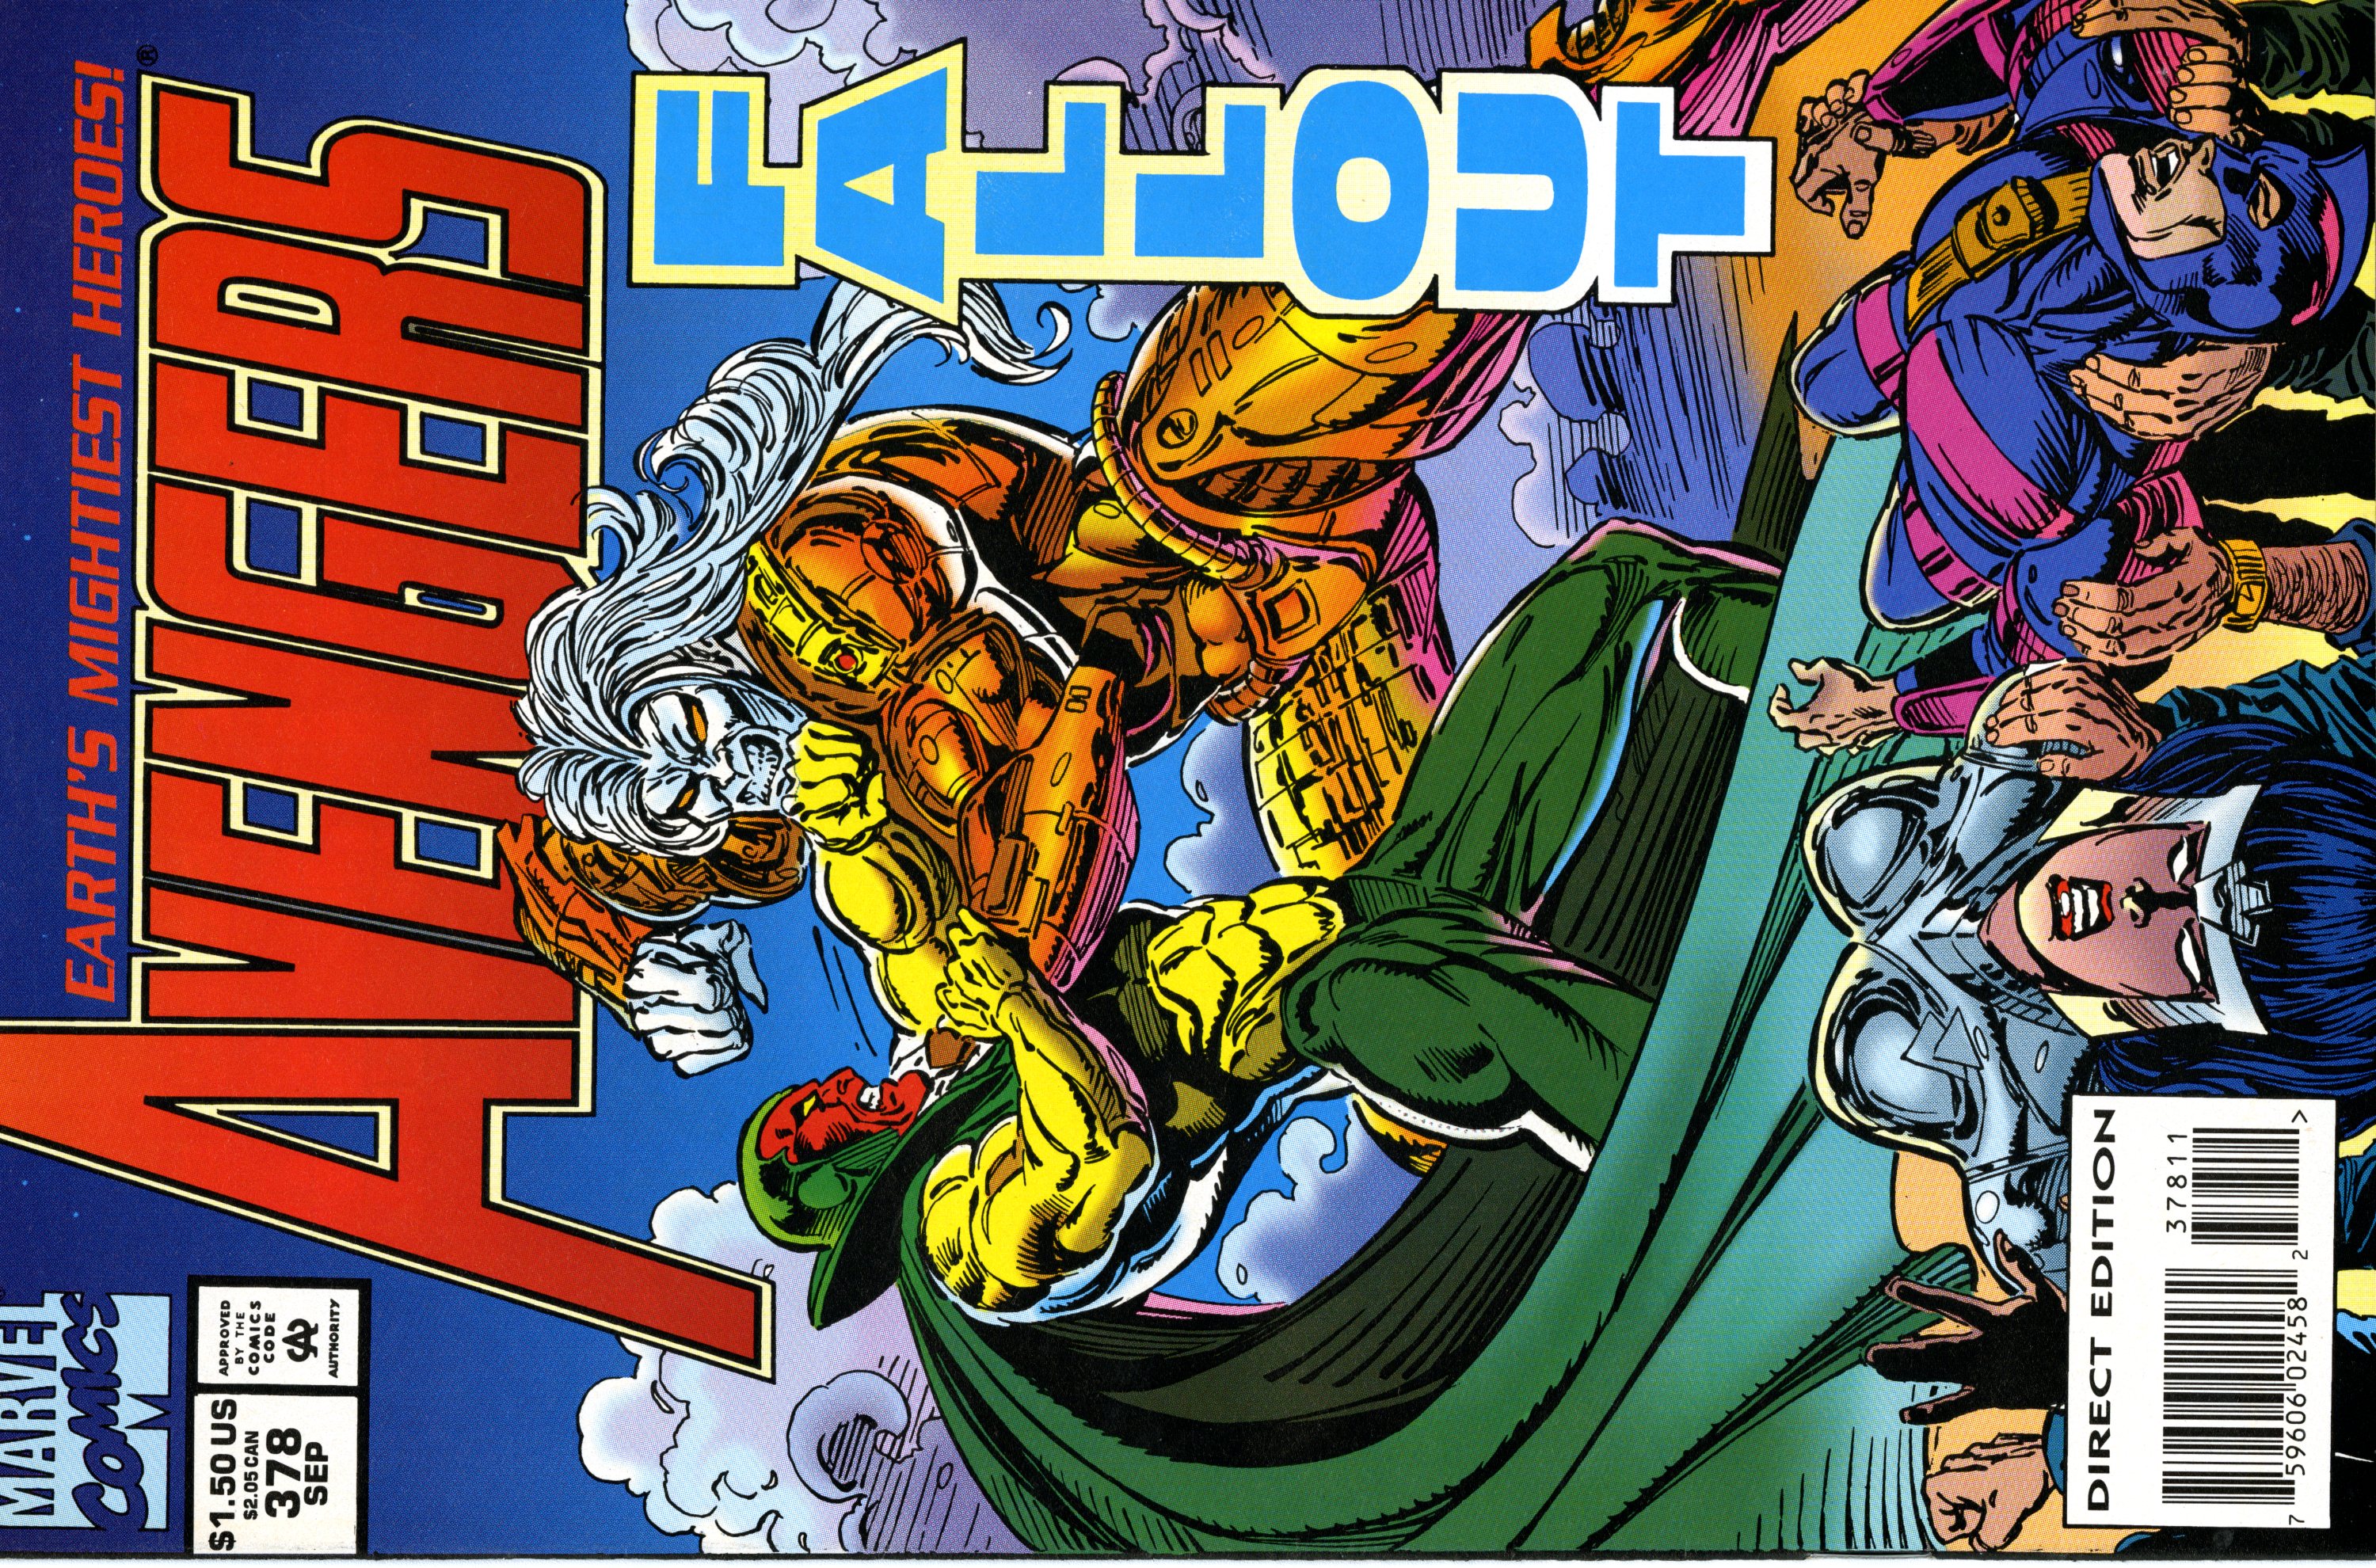 MARVEL
COMICS
M
EARTH'S MIGHTIEST HEROES!
AVENGERS®
$1.50 US
$2.05 CAN
378
SEP
APPROVED
BY THE
COMICS
CODE
CA
AUTHORITY
FALLOUT
DIRECT EDITION
37811
7 59606 02458 2 >